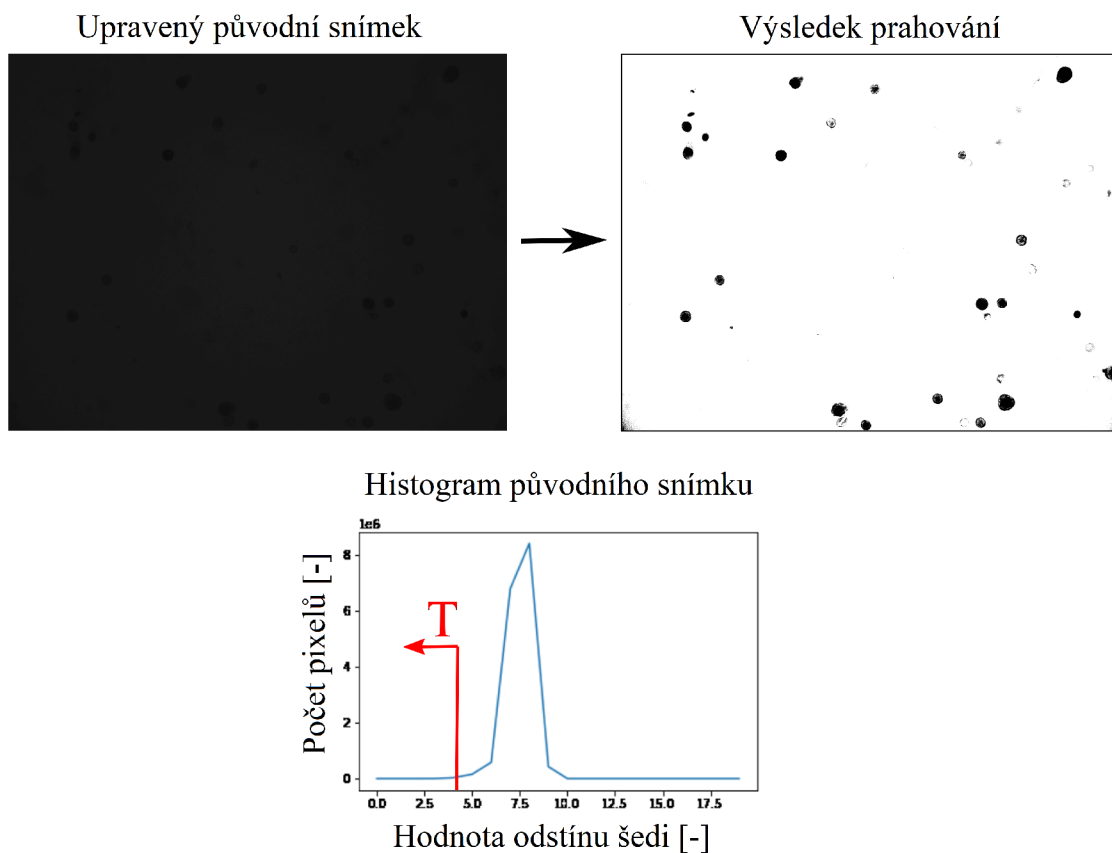 Upravený původní snímek
Výsledek prahování
Histogram původního snímku
1e6
8
6
4
2
0
T
Počet pixelů [-]
0.0 2.5 5.0 7.5 10.0 12.5 15.0 17.5
Hodnota odstínu šedi [-]